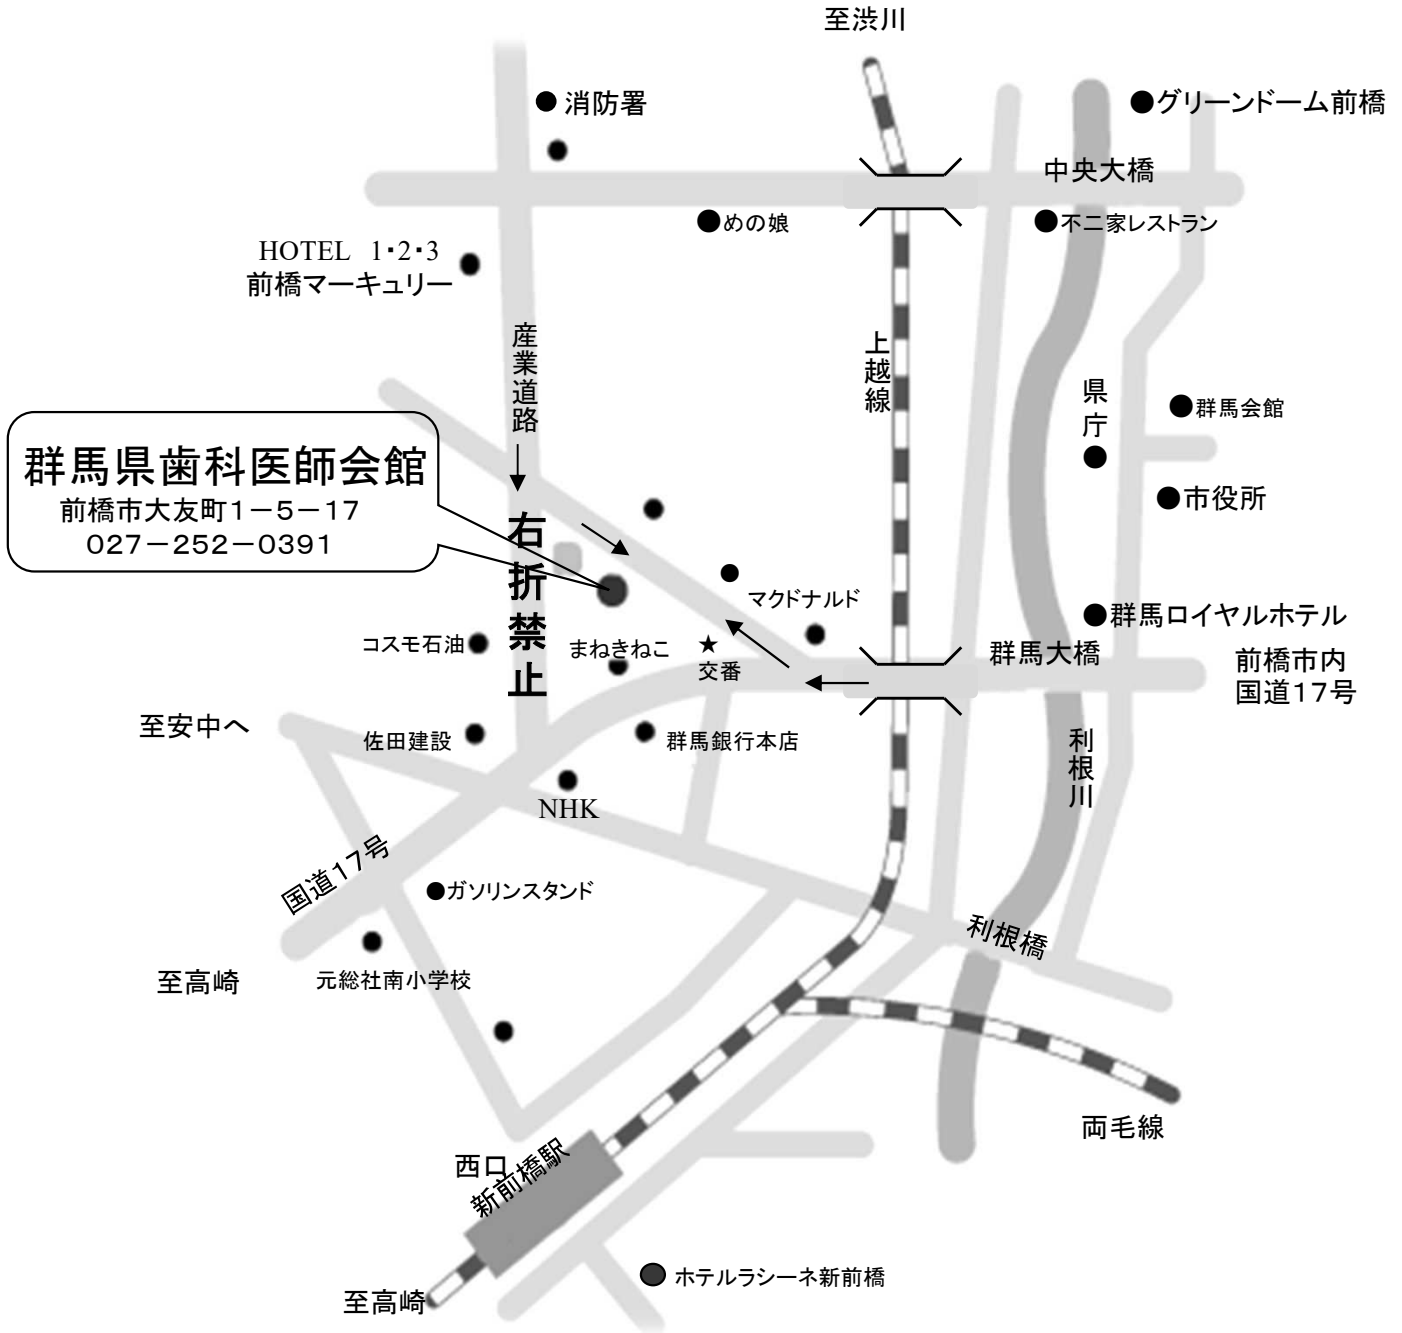 至渋川
消防署
グリーンドーム前橋
中央大橋
めの娘
不二家レストラン
HOTEL 1・2・3
前橋マーキュリー
産業道路
上越線
県庁
群馬会館
群馬県歯科医師会館
前橋市大友町1－5－17
027－252－0391
市役所
右折禁止
マクドナルド
群馬ロイヤルホテル
コスモ石油
まねきねこ
★
交番
群馬大橋
前橋市内
国道17号
至安中へ
佐田建設
群馬銀行本店
利根川
NHK
国道17号
ガソリンスタンド
利根橋
至高崎
元総社南小学校
両毛線
西口
新前橋駅
ホテルラシーネ新前橋
至高崎